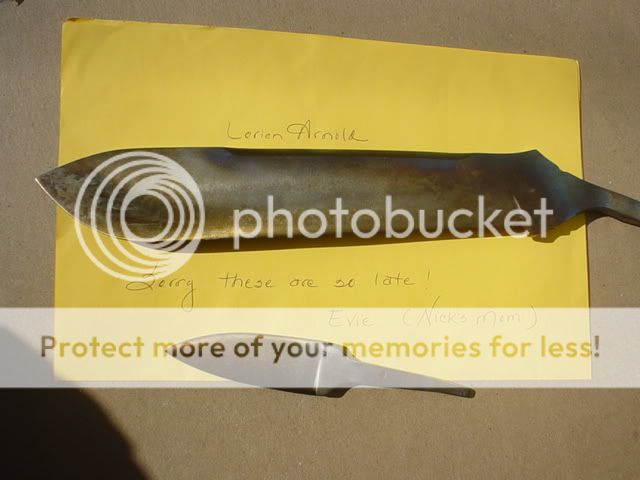 Lorien Arnold
photobucket
Sorry these are so late!
Evie (Nick's mom)
Protect more of your memories for less!